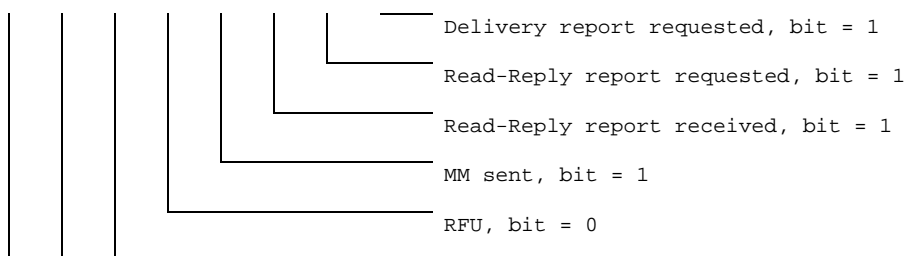 Delivery report requested, bit = 1
Read-Reply report requested, bit = 1
Read-Reply report received, bit = 1
MM sent, bit = 1
RFU, bit = 0